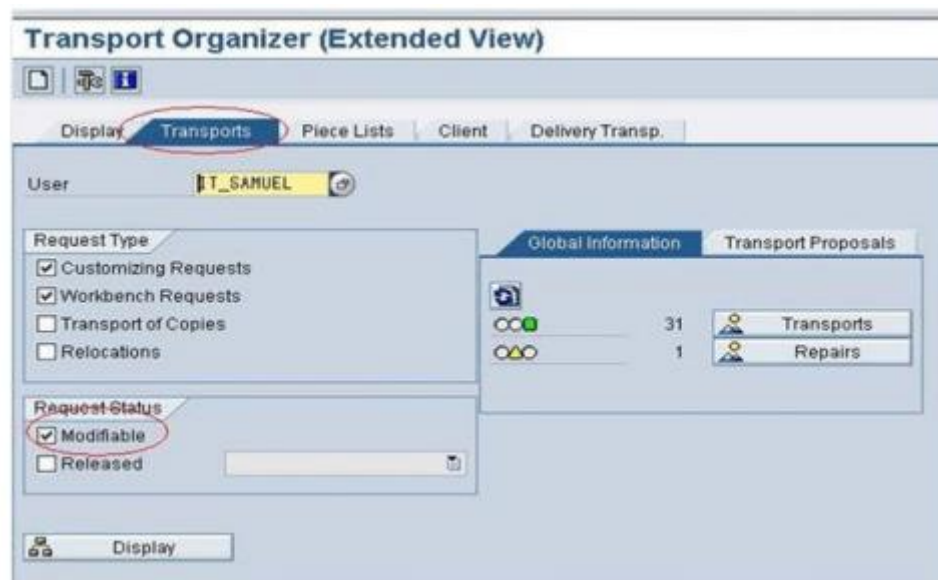 Transport Organizer (Extended View)
Display Transports Piece Lists Client Delivery Transp.
User IT_SAMUEL
Request Type
Customizing Requests
Workbench Requests
Transport of Copies
Relocations
Request Status
Modifiable
Released
Display
Global Information Transport Proposals
31 Transports
1 Repairs